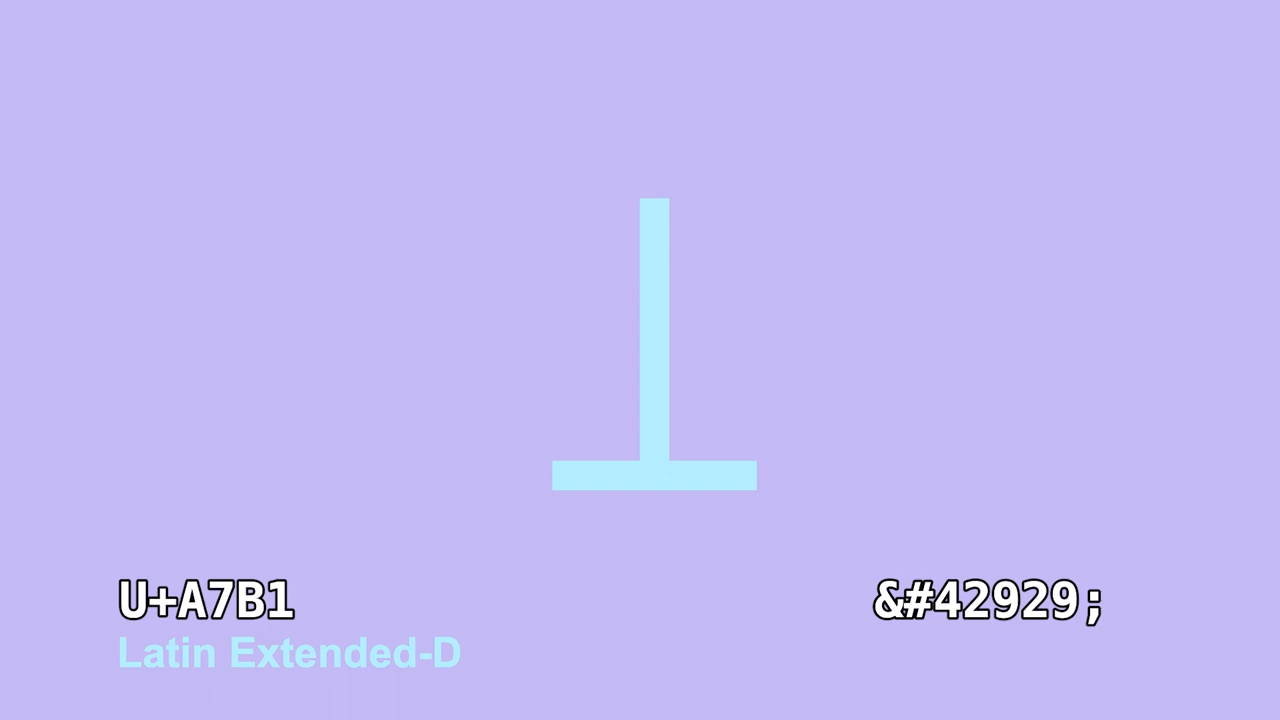 Ʇ
U+A7B1
&#42929;
Latin Extended-D